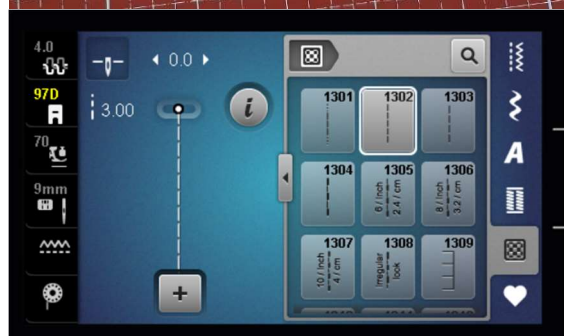 4.0
0.0
97D
3.00
i
70
9mm
+
1301
1302
1303
1304
1305
6 / Inch
2.4 / cm
1306
8 / Inch
3.2 / cm
1307
10 / Inch
4 / cm
1308
Irregular
look
1309
A